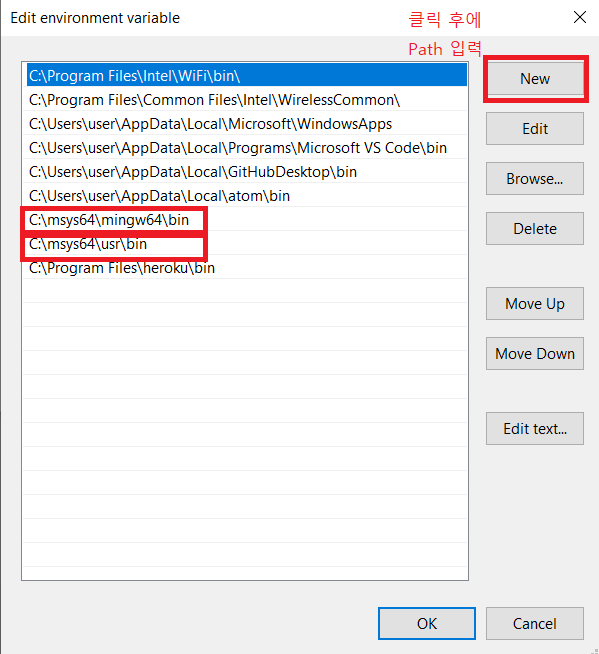 Edit environment variable
클릭 후에
Path 입력
C:\Program Files\Intel\WiFi\bin\
New
C:\Program Files\Common Files\Intel\WirelessCommon\
C:\Users\user\AppData\Local\Microsoft\WindowsApps
Edit
C:\Users\user\AppData\Local\Programs\Microsoft VS Code\bin
C:\Users\user\AppData\Local\GitHubDesktop\bin
Browse...
C:\Users\user\AppData\Local\atom\bin
C:\msys64\mingw64\bin
Delete
C:\msys64\usr\bin
C:\Program Files\heroku\bin
Move Up
Move Down
Edit text...
OK
Cancel